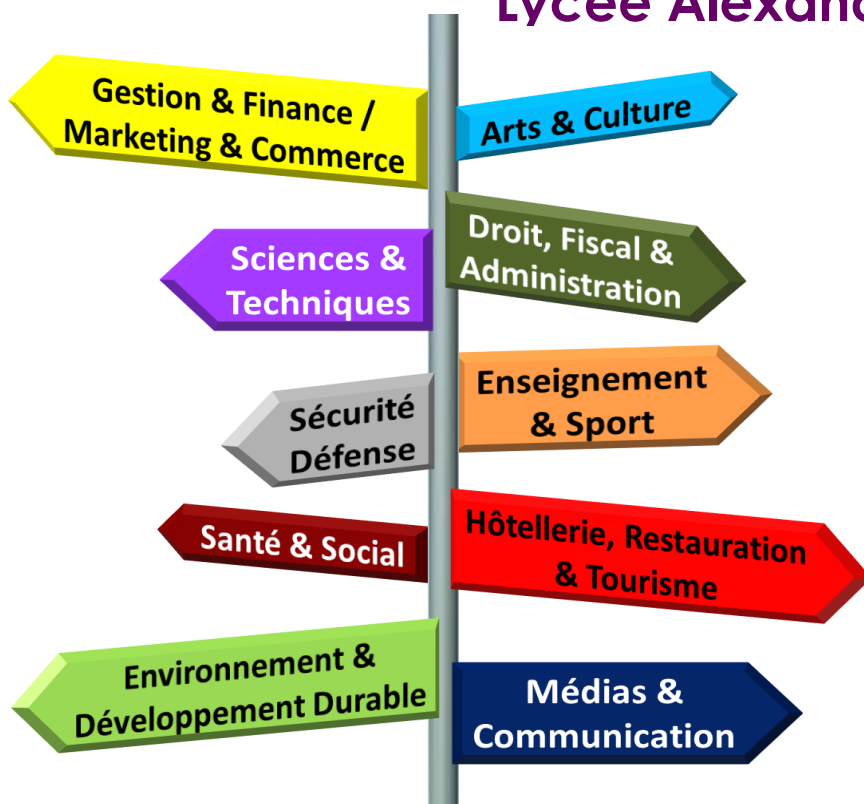 Lycée Alexand
Gestion & Finance /
Marketing & Commerce
Arts & Culture
Sciences &
Techniques
Droit, Fiscal &
Administration
Sécurité
Défense
Enseignement
& Sport
Santé & Social
Hôtellerie, Restauration
& Tourisme
Environnement &
Développement Durable
Médias &
Communication